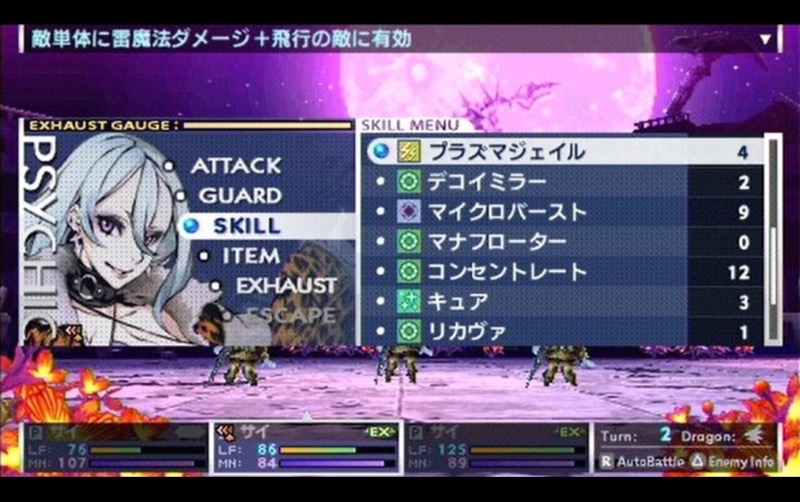 敵単体に雷魔法ダメージ＋飛行の敵に有効
EXHAUST GAUGE:
PSYCHIC
ATTACK
GUARD
SKILL
ITEM
EXHAUST
ESCAPE
SKILL MENU
プラズマジェイル 4
デコイミラー 2
マイクロバースト 9
マナフローター 0
コンセントレート 12
キュア 3
リカヴァ 1
P サイ
LF: 76
MN: 107
サイ EX
LF: 86
MN: 84
P サイ EX
LF: 125
MN: 89
Turn: 2 Dragon:
R AutoBattle △ Enemy Info